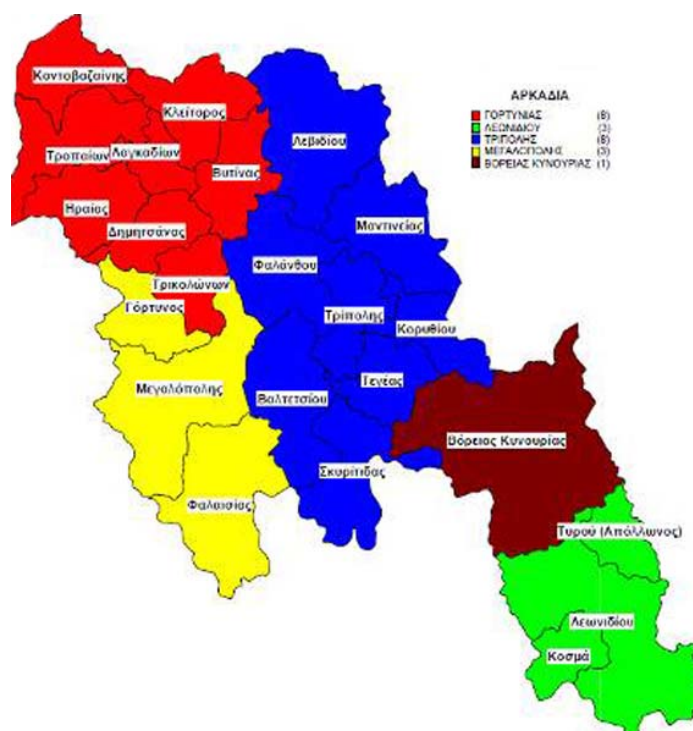 ΑΡΚΑΔΙΑ
ΓΟΡΤΥΝΙΑΣ (8)
ΛΕΩΝΙΔΙΟΥ (3)
ΤΡΙΠΟΛΗΣ (8)
ΜΕΓΑΛΟΠΟΛΗΣ (3)
ΒΟΡΕΙΑΣ ΚΥΝΟΥΡΙΑΣ (1)
Κοντοβαζαίνης
Κλείτορος
Λεβιδίου
Τροπαίων
Λαγκαδίων
Βυτίνας
Ηραίας
Δημητσάνας
Μαντινείας
Φαλάνθου
Τρικολώνων
Γόρτυνος
Τρίπολης
Κορυθίου
Τεγέας
Μεγαλόπολης
Βαλτετσίου
Βόρειας Κυνουρίας
Σκυρίτιδας
Φαλαισίας
Τυρού (Απόλλωνος)
Λεωνιδίου
Κοσμά